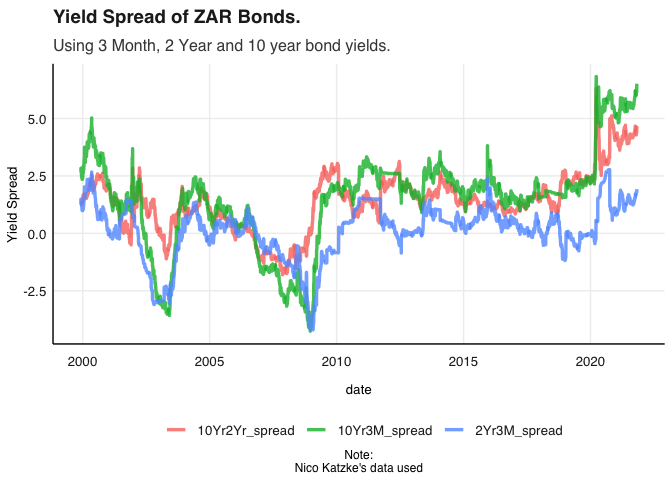 Yield Spread of ZAR Bonds.
Using 3 Month, 2 Year and 10 year bond yields.
Yield Spread
5.0
2.5
0.0
-2.5
2000 2005 2010 2015 2020
date
10Yr2Yr_spread 10Yr3M_spread 2Yr3M_spread
Note:
Nico Katzke's data used